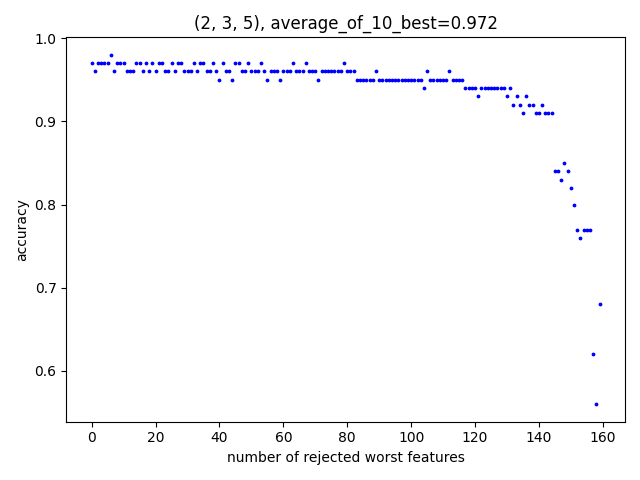 (2, 3, 5), average_of_10_best=0.972
1.0
0.9
0.8
0.7
0.6
accuracy
0 20 40 60 80 100 120 140 160
number of rejected worst features